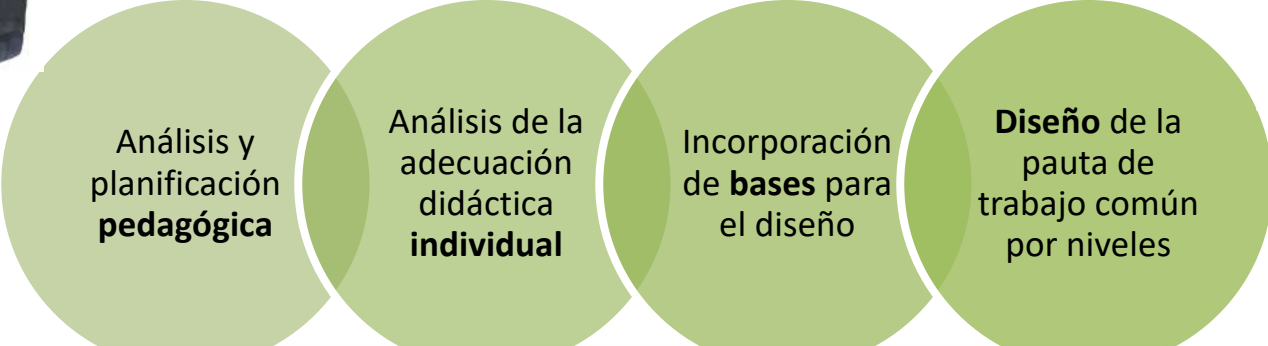 Análisis y
planificación
pedagógica
Análisis de la
adecuación
didáctica
individual
Incorporación
de bases para
el diseño
Diseño de la
pauta de
trabajo común
por niveles